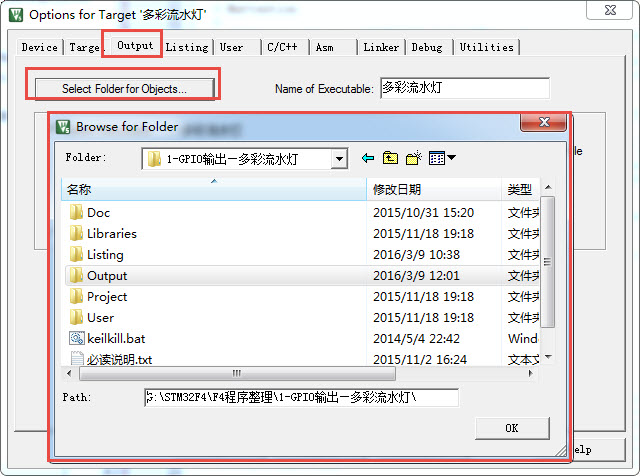 Options for Target '多彩流水灯'
Device Target Output Listing User C/C++ Asm Linker Debug Utilities
Select Folder for Objects... Name of Executable: 多彩流水灯
Browse for Folder
Folder: 1-GPIO输出—多彩流水灯
名称 修改日期 类型
Doc 2015/10/31 15:20 文件夹
Libraries 2015/11/18 19:18 文件夹
Listing 2016/3/9 10:38 文件夹
Output 2016/3/9 12:01 文件夹
Project 2015/11/18 19:18 文件夹
User 2015/11/18 19:18 文件夹
keilkill.bat 2014/5/4 22:42 Wind
必读说明.txt 2015/11/2 16:24 文本文
Path: G:\STM32F4\F4程序整理\1-GPIO输出—多彩流水灯\
OK
elp